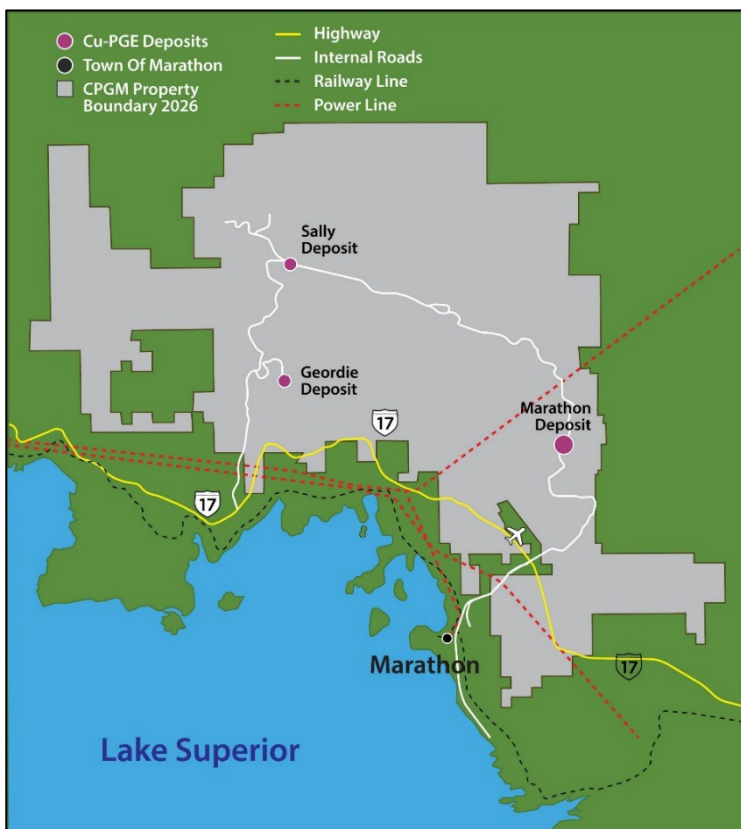 Cu-PGE Deposits
Town Of Marathon
CPGM Property
Boundary 2026
Highway
Internal Roads
Railway Line
Power Line
Sally
Deposit
Geordie
Deposit
17
Marathon
Deposit
17
Marathon
17
Lake Superior